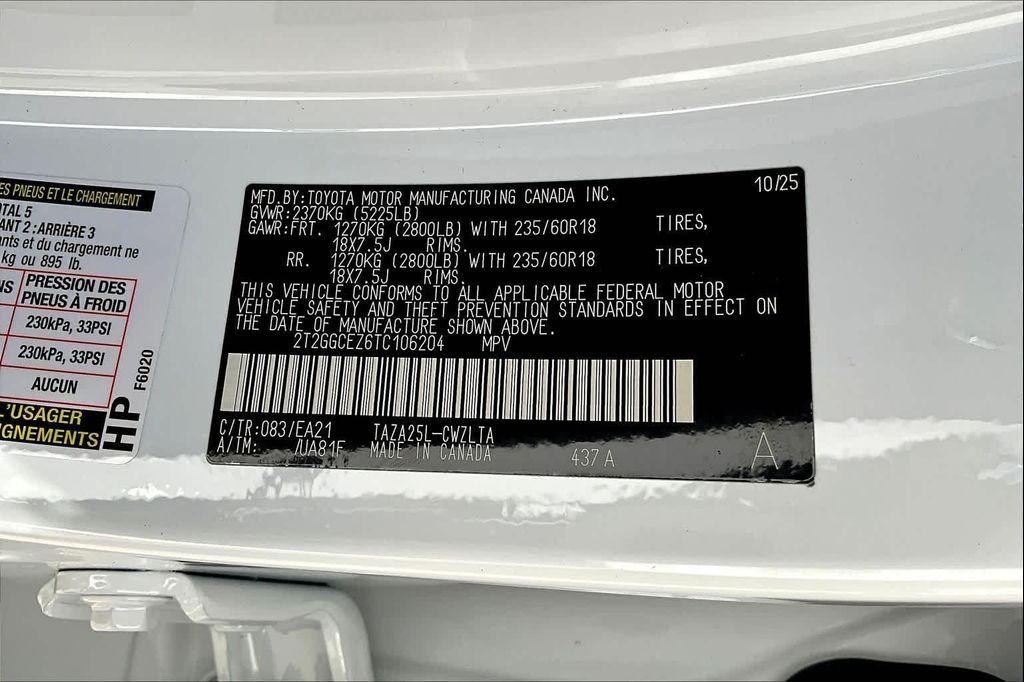 ES PNEUS ET LE CHARGEMENT
TAL 5
ANT 2 : ARRIÈRE 3
ants et du chargement ne
kg ou 895 lb.
NS PRESSION DES
PNEUS À FROID
230kPa, 33PSI
230kPa, 33PSI
AUCUN
L'USAGER
GNEMENTS
HP
F6020
MFD.BY:TOYOTA MOTOR MANUFACTURING CANADA INC. 10/25
GVWR:2370KG (5225LB)
GAWR:FRT. 1270KG (2800LB) WITH 235/60R18 TIRES,
18X7.5J RIMS.
RR. 1270KG (2800LB) WITH 235/60R18 TIRES,
18X7.5J RIMS.
THIS VEHICLE CONFORMS TO ALL APPLICABLE FEDERAL MOTOR
VEHICLE SAFETY AND THEFT PREVENTION STANDARDS IN EFFECT ON
THE DATE OF MANUFACTURE SHOWN ABOVE.
2T2GGCEZ6TC106204 MPV
C/TR:083/EA21 TAZA25L-CWZLTA
A/TM: /UA81F MADE IN CANADA 437 A A